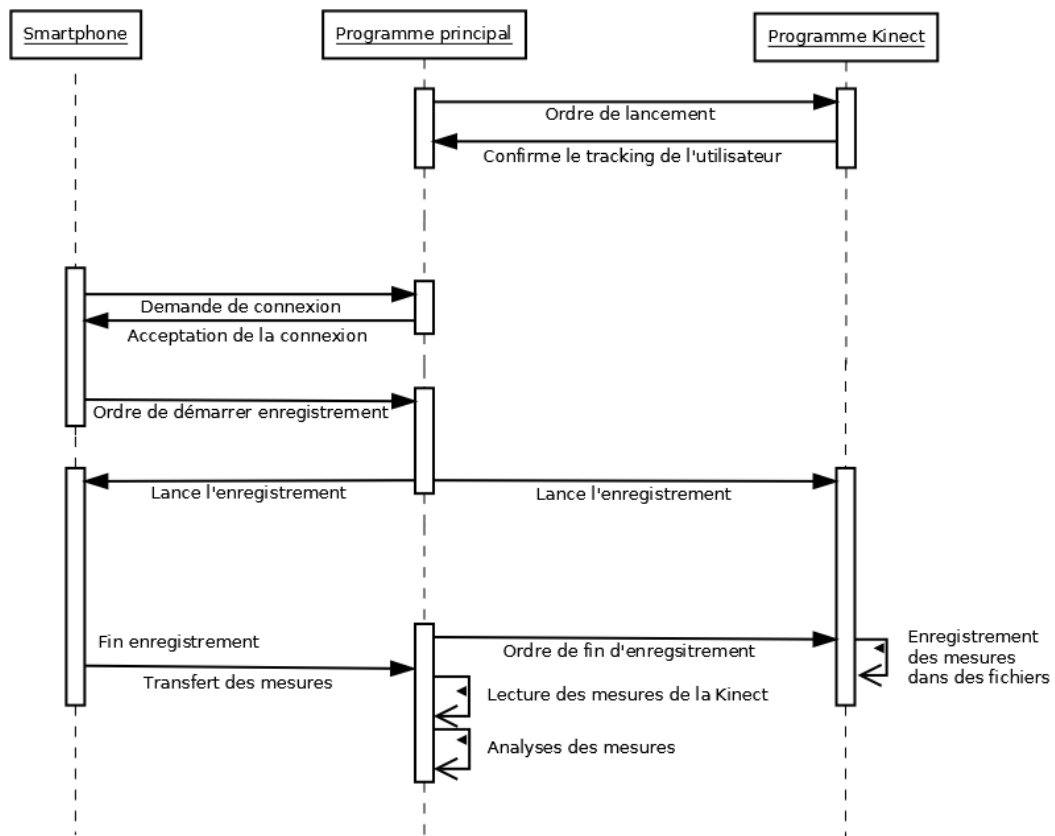 Smartphone
Programme principal
Programme Kinect
Ordre de lancement
Confirme le tracking de l'utilisateur
Demande de connexion
Acceptation de la connexion
Ordre de démarrer enregistrement
Lance l'enregistrement
Lance l'enregistrement
Fin enregistrement
Ordre de fin d'enregsitrement
Enregistrement
des mesures
dans des fichiers
Transfert des mesures
Lecture des mesures de la Kinect
Analyses des mesures